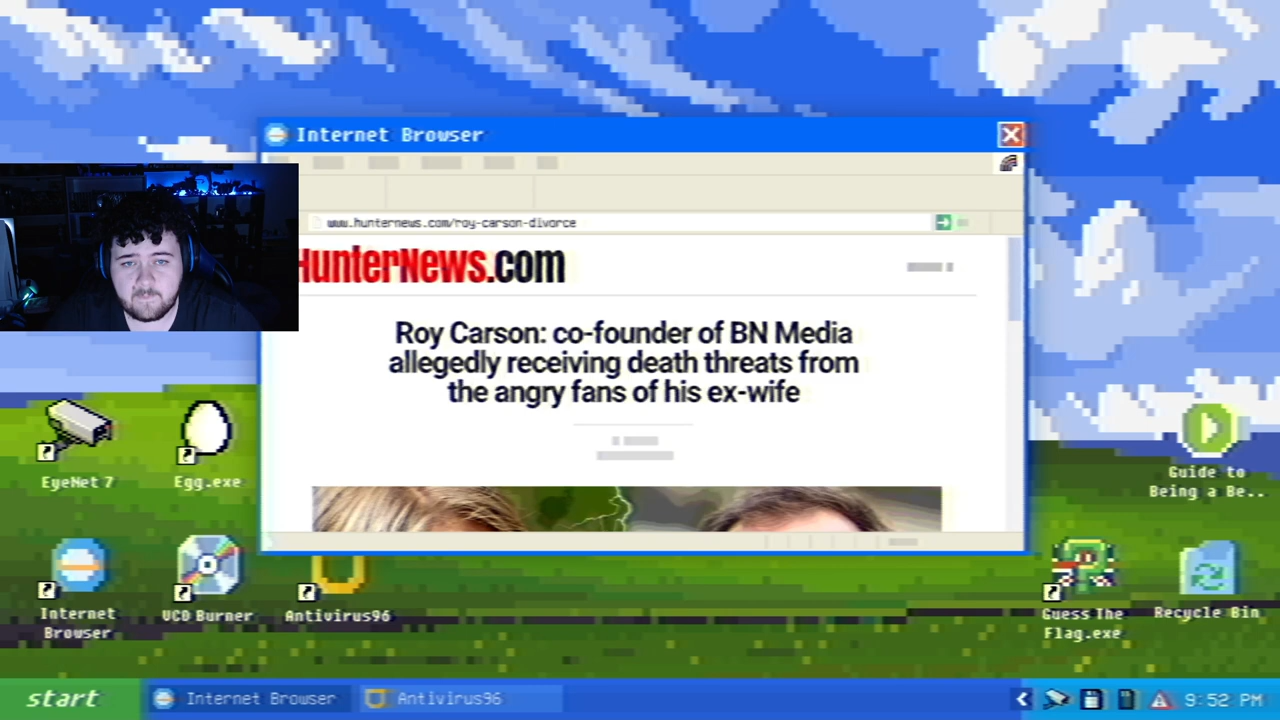 Internet Browser
www.hunternews.com/roy-carson-divorce
HunterNews.com
Roy Carson: co-founder of BN Media
allegedly receiving death threats from
the angry fans of his ex-wife
EyeNet 7
Egg.exe
Guide to
Being a Be..
Internet
Browser
VCD Burner
Antivirus96
Guess The
Flag.exe
Recycle Bin
start
Internet Browser
Antivirus96
9:52 PM